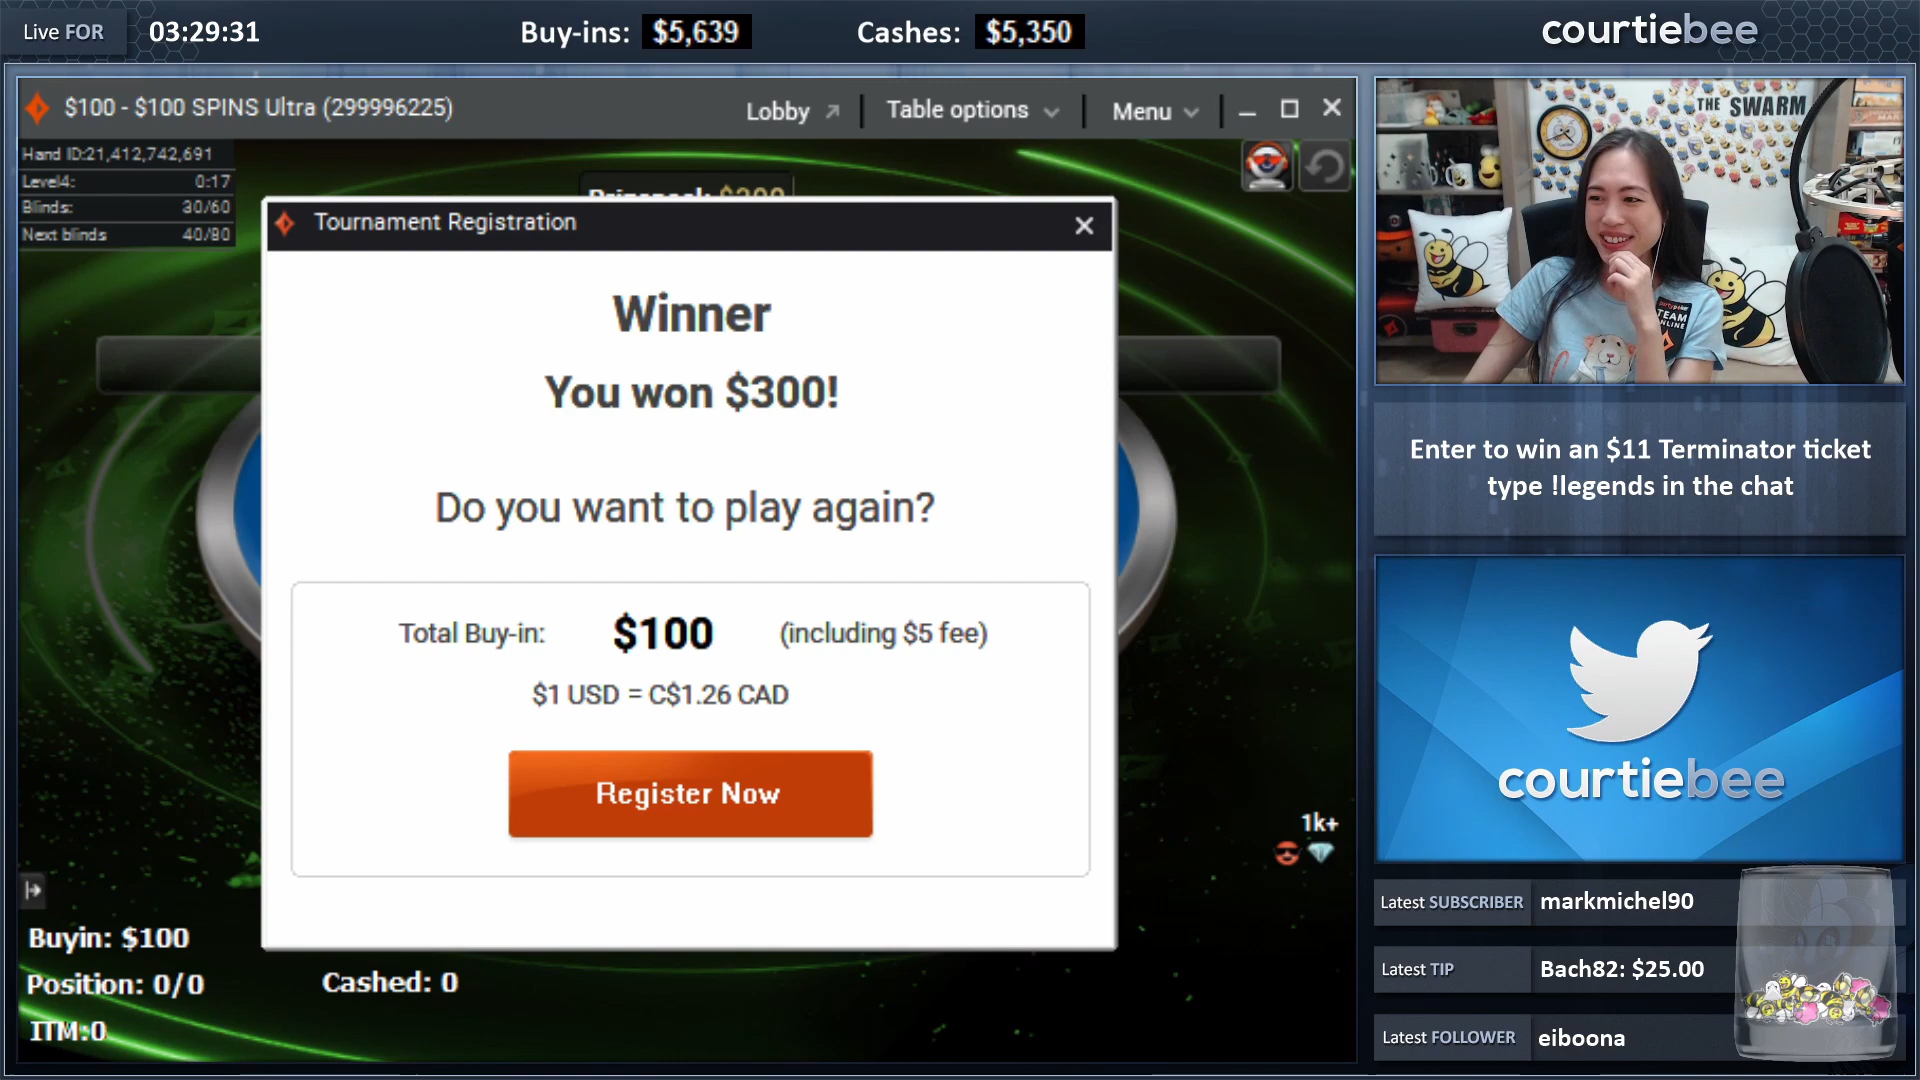 Live FOR 03:29:31 Buy-ins: $5,639 Cashes: $5,350 courtiebee
$100 - $100 SPINS Ultra (299996225) Lobby Table options Menu
Hand ID:21,412,742,691
Level4: 0:17
Blinds: 30/60
Next blinds 40/80
Tournament Registration
Winner
You won $300!
Do you want to play again?
Total Buy-in: $100 (including $5 fee)
$1 USD = C$1.26 CAD
Register Now
1k+
Buyin: $100
Position: 0/0 Cashed: 0
ITM:0
THE SWARM
TEAM
Enter to win an $11 Terminator ticket
type !legends in the chat
courtiebee
Latest SUBSCRIBER markmichel90
Latest TIP Bach82: $25.00
Latest FOLLOWER eiboona